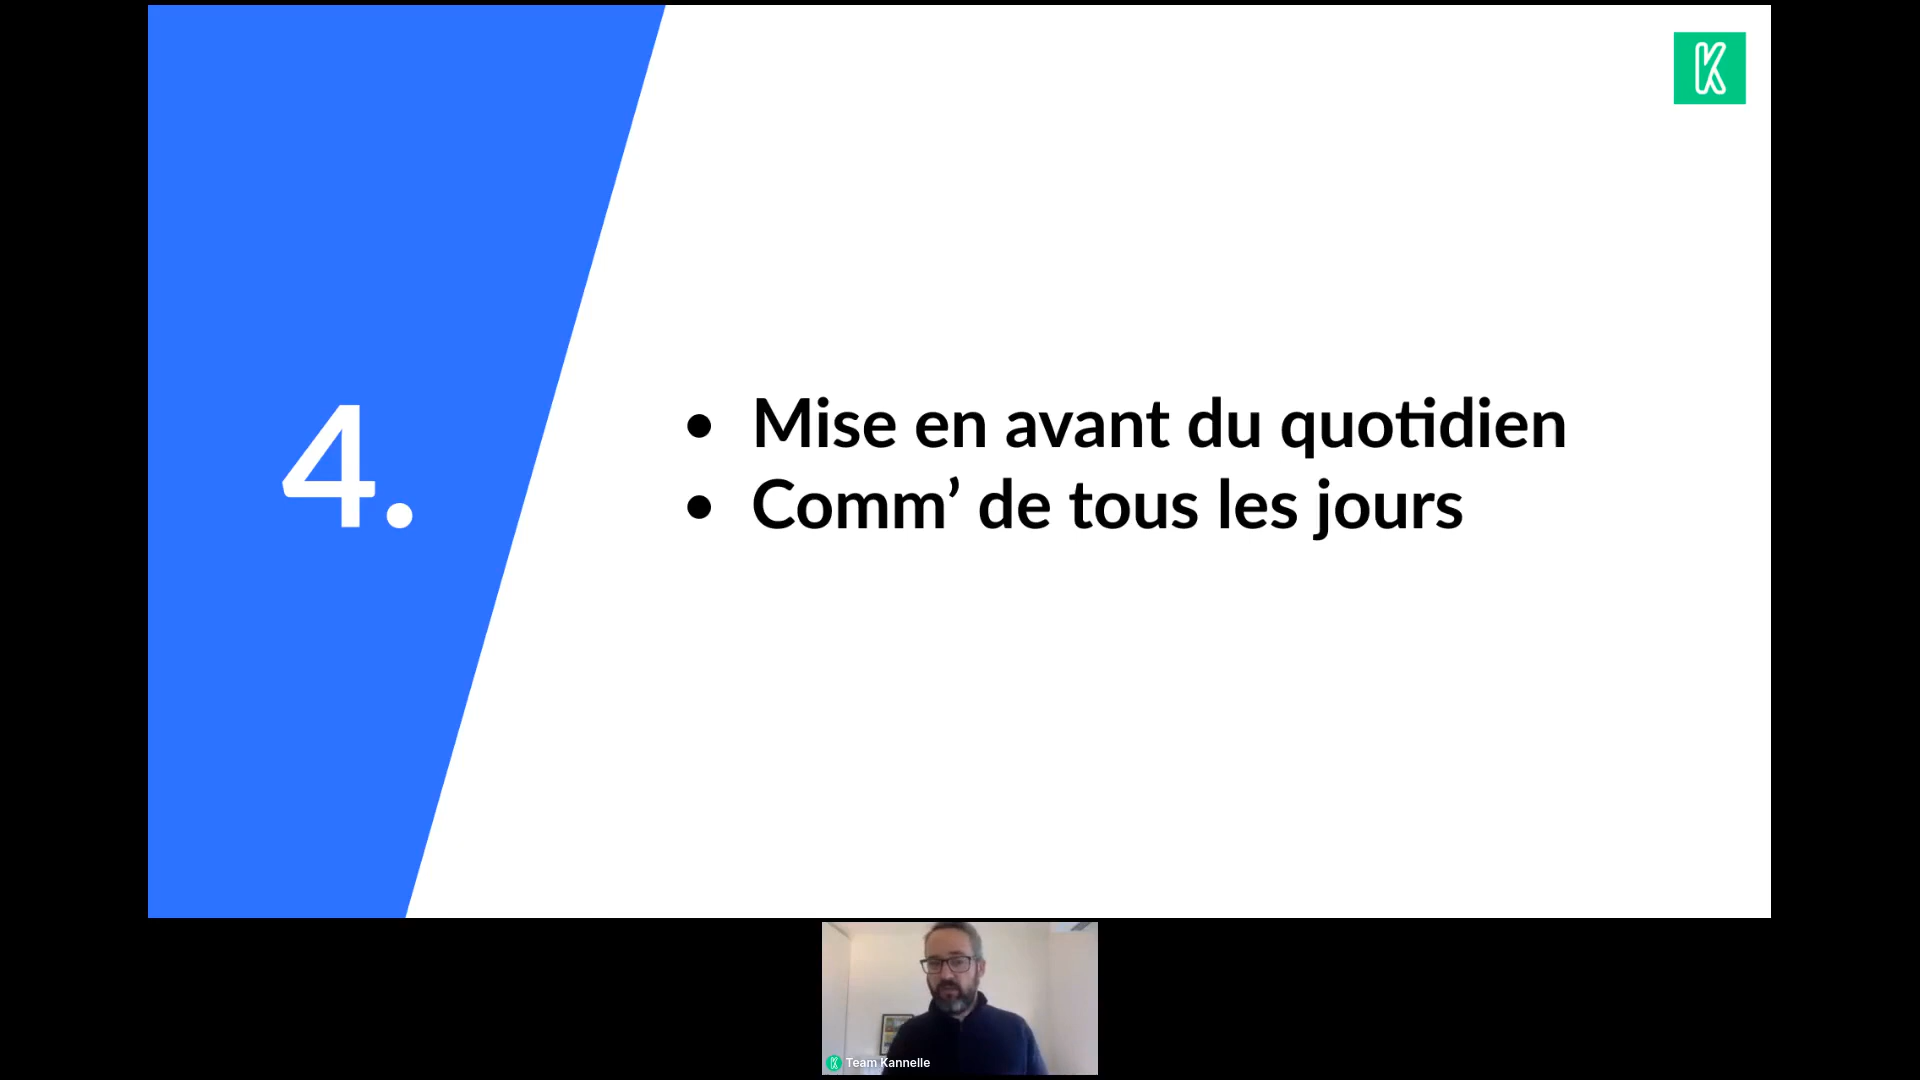 K
4.
• Mise en avant du quotidien
• Comm’ de tous les jours
Team Kannelle